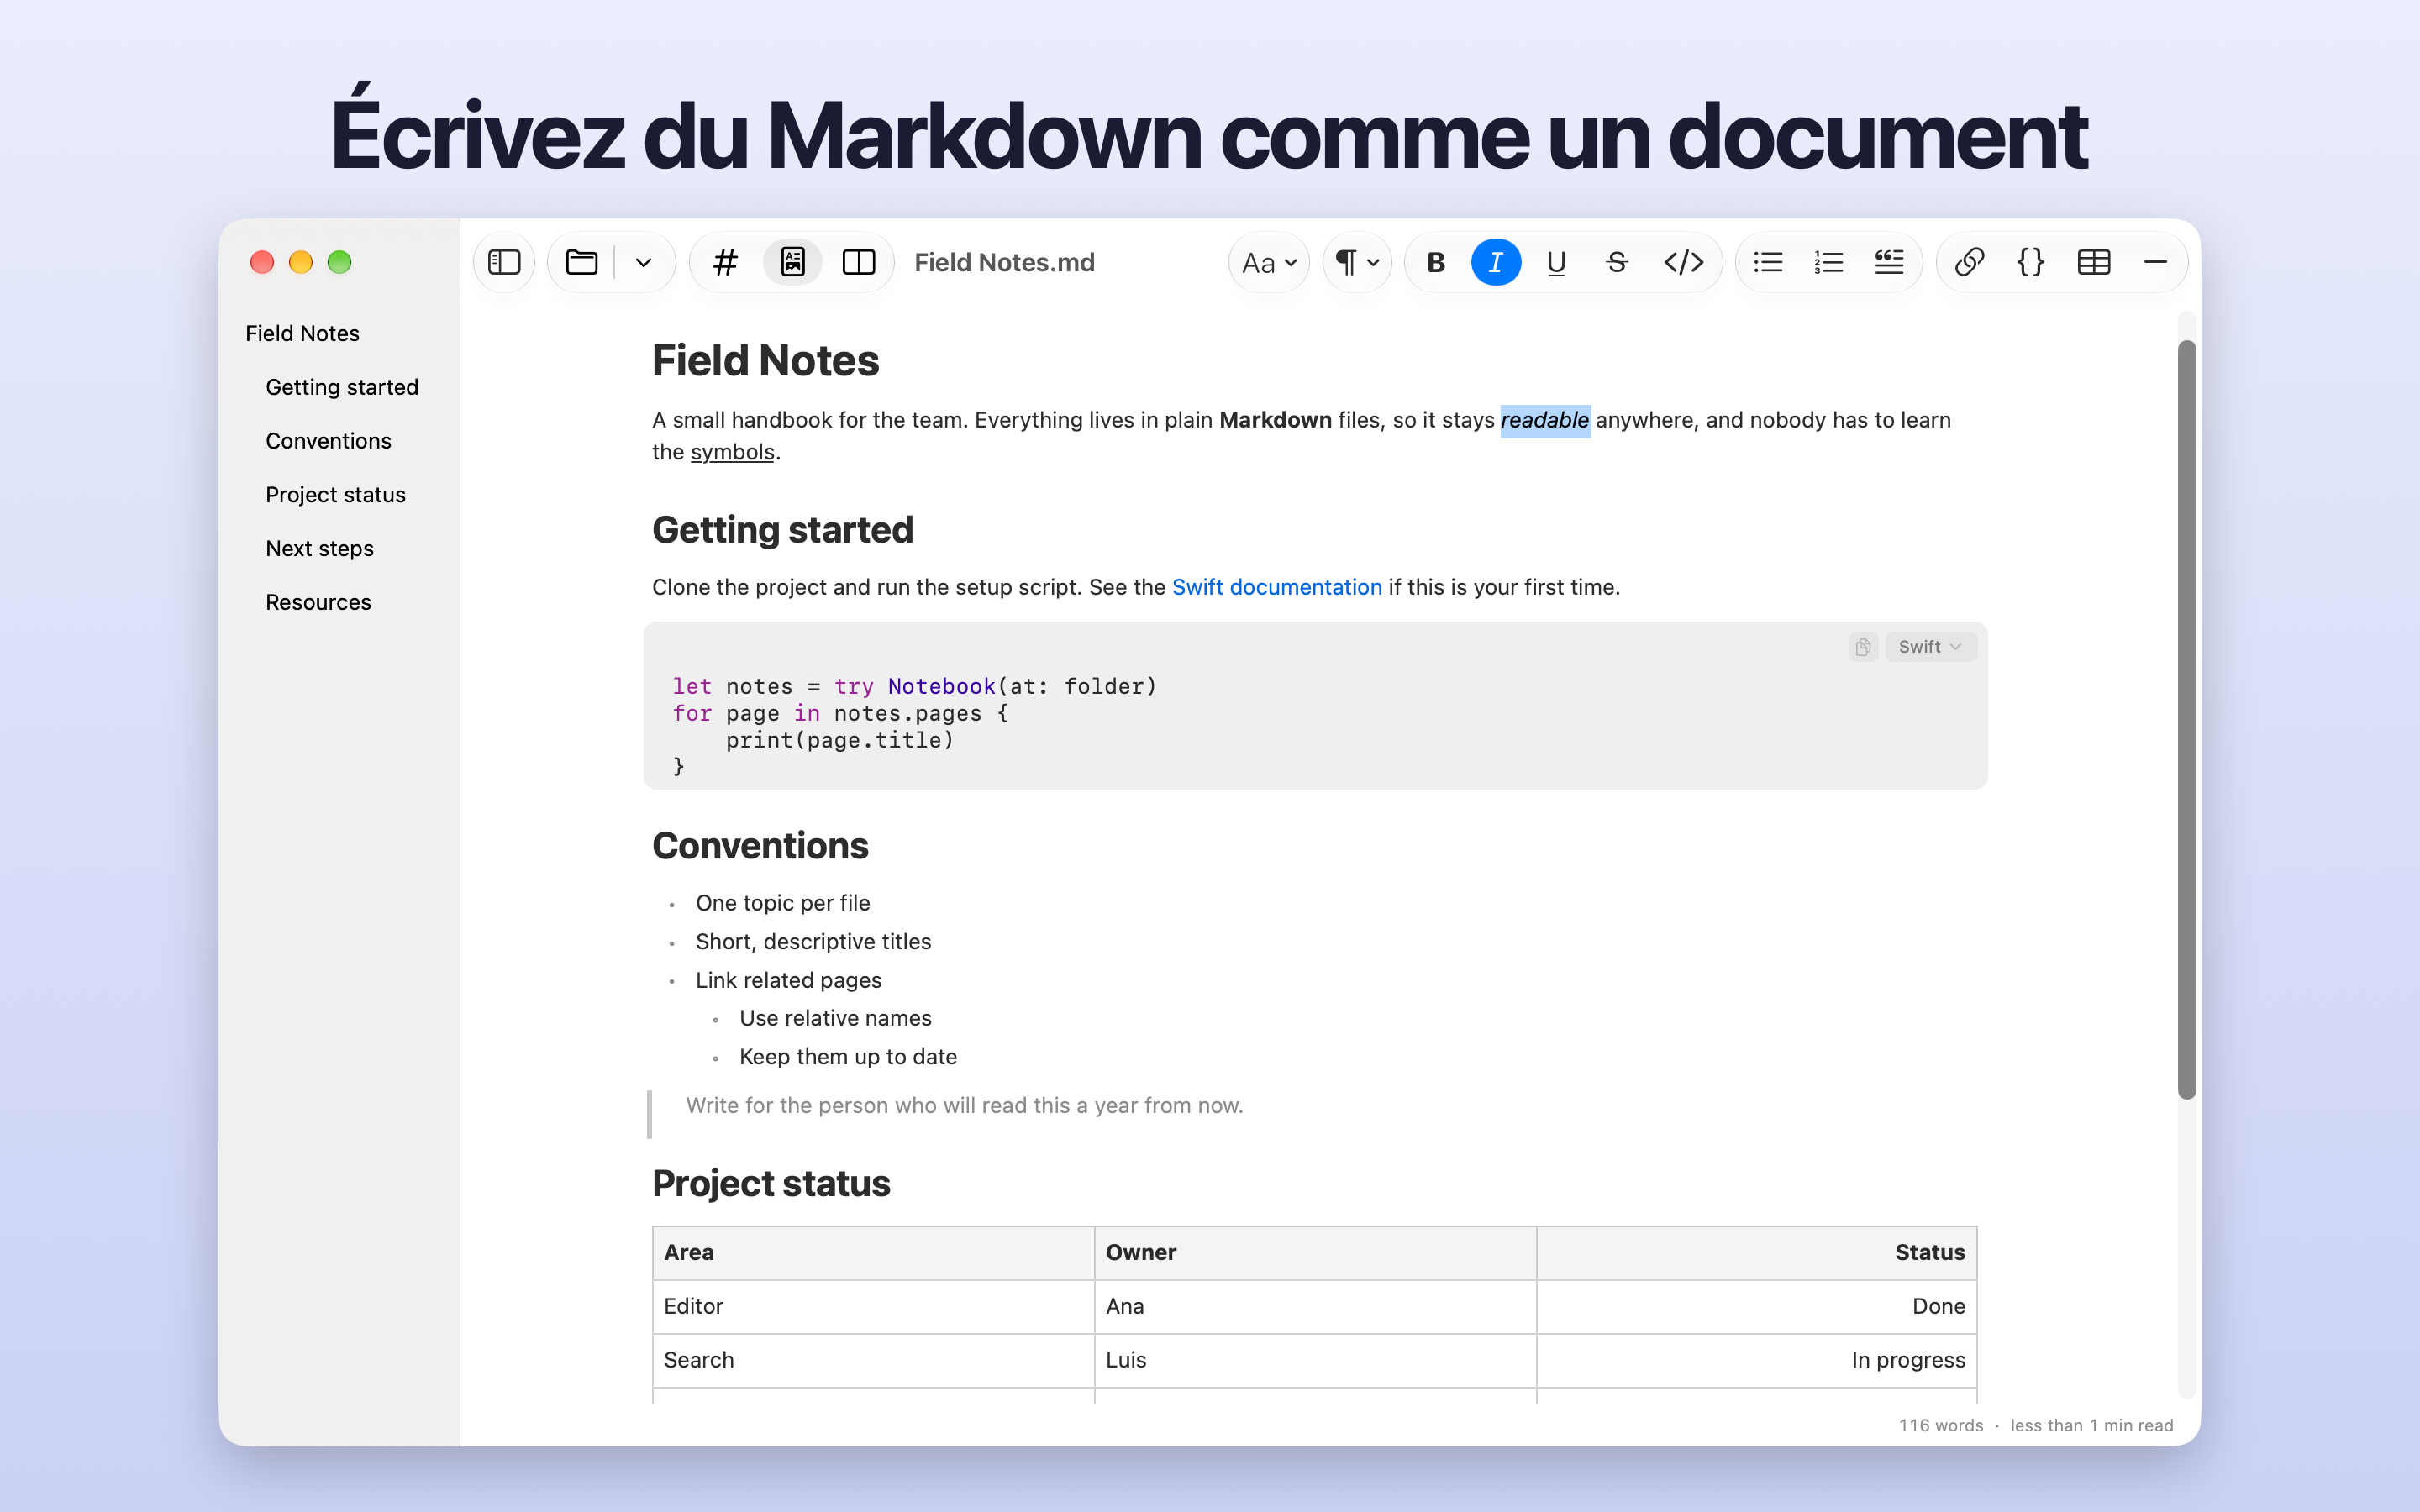 Écrivez du Markdown comme un document
Field Notes.md
Aa
¶
B I U S </>
{}
Field Notes
Getting started
Conventions
Project status
Next steps
Resources
Field Notes
A small handbook for the team. Everything lives in plain Markdown files, so it stays readable anywhere, and nobody has to learn
the symbols.
Getting started
Clone the project and run the setup script. See the Swift documentation if this is your first time.
Swift
let notes = try Notebook(at: folder)
for page in notes.pages {
    print(page.title)
}
Conventions
• One topic per file
• Short, descriptive titles
• Link related pages
◦ Use relative names
◦ Keep them up to date
Write for the person who will read this a year from now.
Project status
Area Owner Status
Editor Ana Done
Search Luis In progress
116 words · less than 1 min read